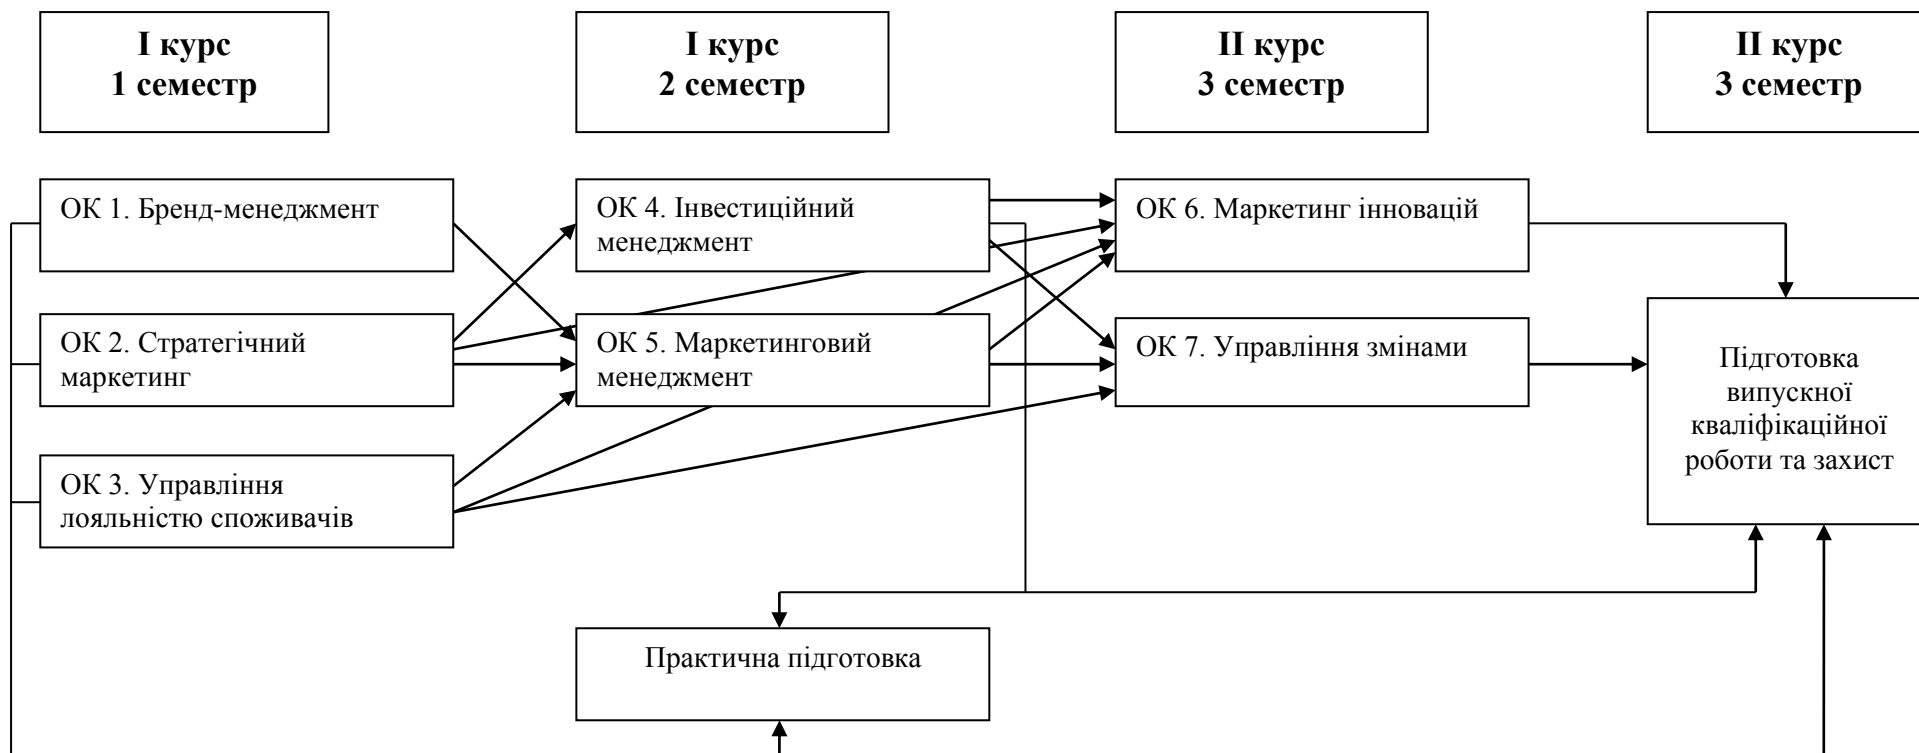 І курс
1 семестр
І курс
2 семестр
ІІ курс
3 семестр
ІІ курс
3 семестр
ОК 1. Бренд-менеджмент
ОК 4. Інвестиційний
менеджмент
ОК 6. Маркетинг інновацій
ОК 2. Стратегічний
маркетинг
ОК 5. Маркетинговий
менеджмент
ОК 7. Управління змінами
Підготовка
випускної
кваліфікаційної
роботи та захист
ОК 3. Управління
лояльністю споживачів
Практична підготовка